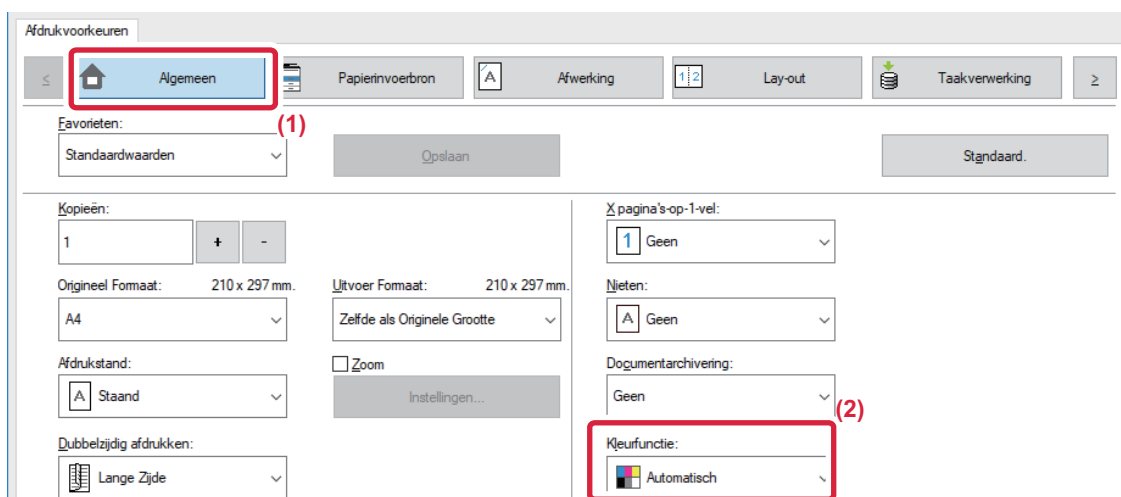 Afdrukvoorkeuren
≤ Algemeen Papierinvoerbron A Afwerking 1 2 Lay-out Taakverwerking ≥
(1)
Favorieten:
Standaardwaarden Opslaan Standaard.
Kopieën: X pagina's-op-1-vel:
1 + - 1 Geen
Origineel Formaat: 210 x 297 mm. Uitvoer Formaat: 210 x 297 mm. Nieten:
A4 Zelfde als Originele Grootte A Geen
Afdrukstand: Zoom Documentarchivering:
A Staand Instellingen... Geen
(2)
Dubbelzijdig afdrukken: Kleurfunctie:
Lange Zijde Automatisch